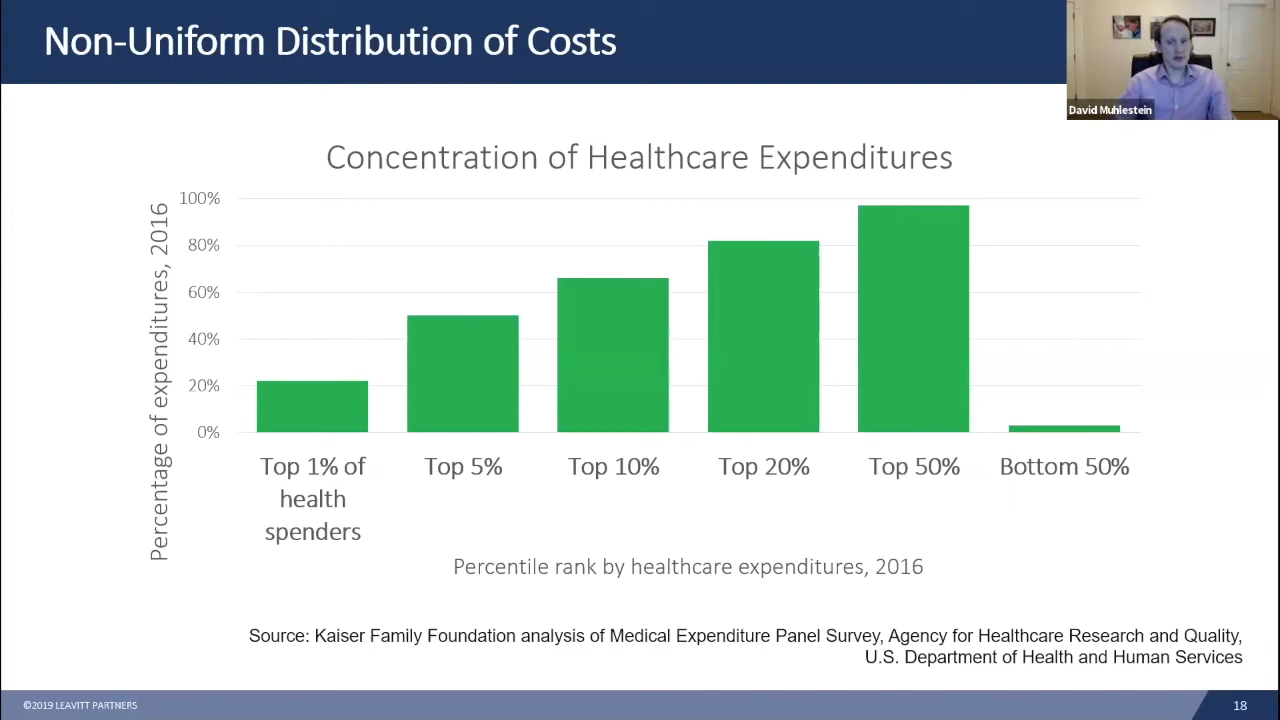 Non-Uniform Distribution of Costs
David Muhlestein
Concentration of Healthcare Expenditures
Percentage of expenditures, 2016
100%
80%
60%
40%
20%
0%
Top 1% of
health
spenders
Top 5%
Top 10%
Top 20%
Top 50%
Bottom 50%
Percentile rank by healthcare expenditures, 2016
Source: Kaiser Family Foundation analysis of Medical Expenditure Panel Survey, Agency for Healthcare Research and Quality,
U.S. Department of Health and Human Services
©2019 LEAVITT PARTNERS
18